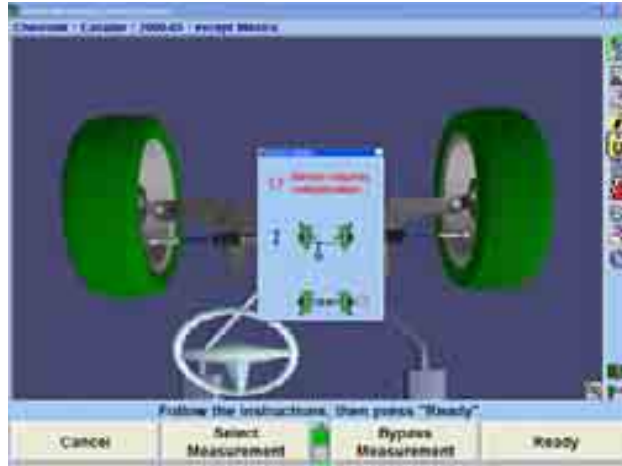 Chevrolet : Cavalier : 2000-05 : except Mexico
Follow the instructions, then press "Ready".
Cancel
Select
Measurement
Bypass
Measurement
Ready